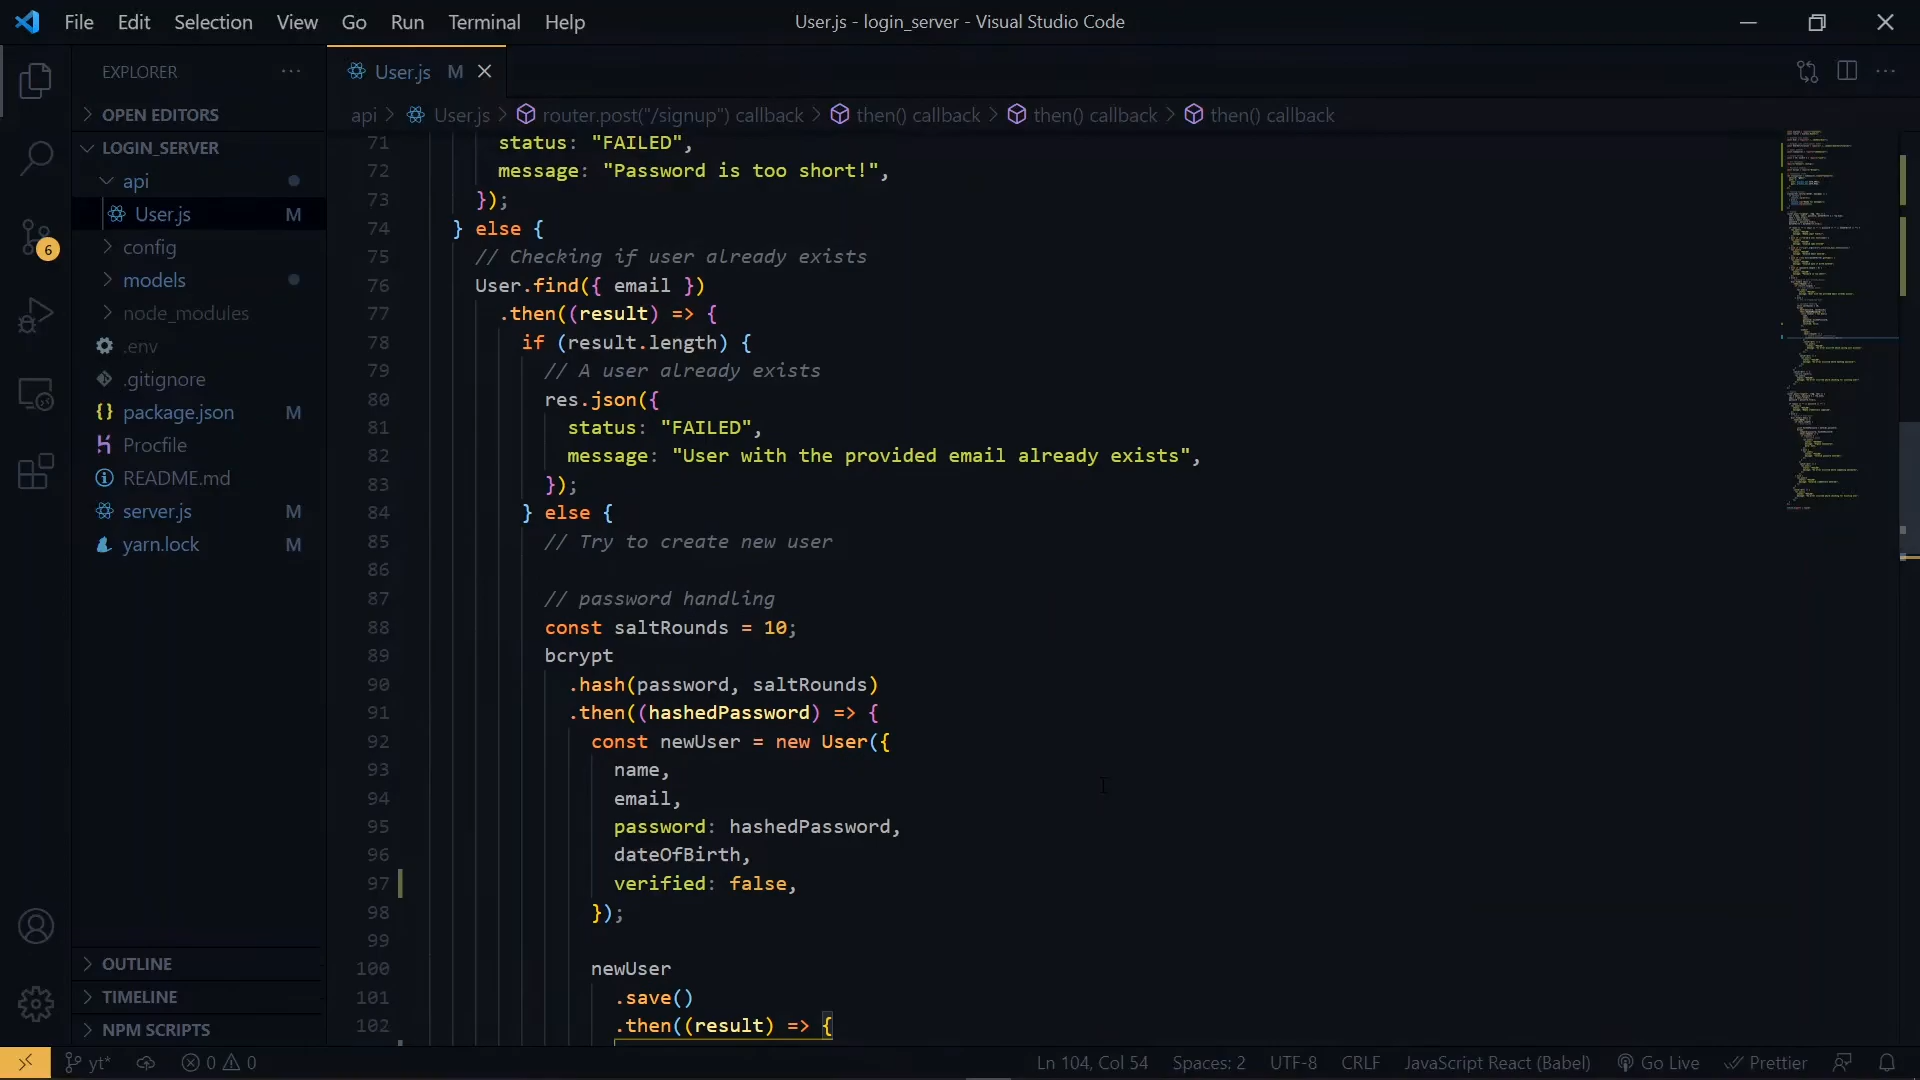 File Edit Selection View Go Run Terminal Help
User.js - login_server - Visual Studio Code
EXPLORER
OPEN EDITORS
LOGIN_SERVER
api
User.js M
config
models
node_modules
.env
.gitignore
package.json M
Procfile
README.md
server.js M
yarn.lock M
OUTLINE
TIMELINE
NPM SCRIPTS
6
User.js M
api > User.js > router.post("/signup") callback > then() callback > then() callback > then() callback
71 status: "FAILED",
72 message: "Password is too short!",
73 });
74 } else {
75 // Checking if user already exists
76 User.find({ email })
77 .then((result) => {
78 if (result.length) {
79 // A user already exists
80 res.json({
81 status: "FAILED",
82 message: "User with the provided email already exists",
83 });
84 } else {
85 // Try to create new user
86
87 // password handling
88 const saltRounds = 10;
89 bcrypt
90 .hash(password, saltRounds)
91 .then((hashedPassword) => {
92 const newUser = new User({
93 name,
94 email,
95 password: hashedPassword,
96 dateOfBirth,
97 verified: false,
98 });
99
100 newUser
101 .save()
102 .then((result) => {
yt* 0 0
Ln 104, Col 54 Spaces: 2 UTF-8 CRLF JavaScript React (Babel) Go Live Prettier